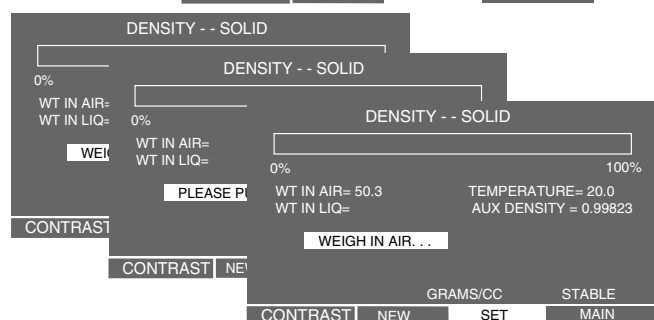 DENSITY - - SOLID
0%
WT IN AIR=
WT IN LIQ=
CONTRAST
DENSITY - - SOLID
0%
WT IN AIR=
WT IN LIQ=
PLEASE
CONTRAST
DENSITY - - SOLID
0% 100%
WT IN AIR= 50.3 TEMPERATURE= 20.0
WT IN LIQ= AUX DENSITY = 0.99823
WEIGH IN AIR. . .
GRAMS/CC STABLE
CONTRAST NEW SET MAIN